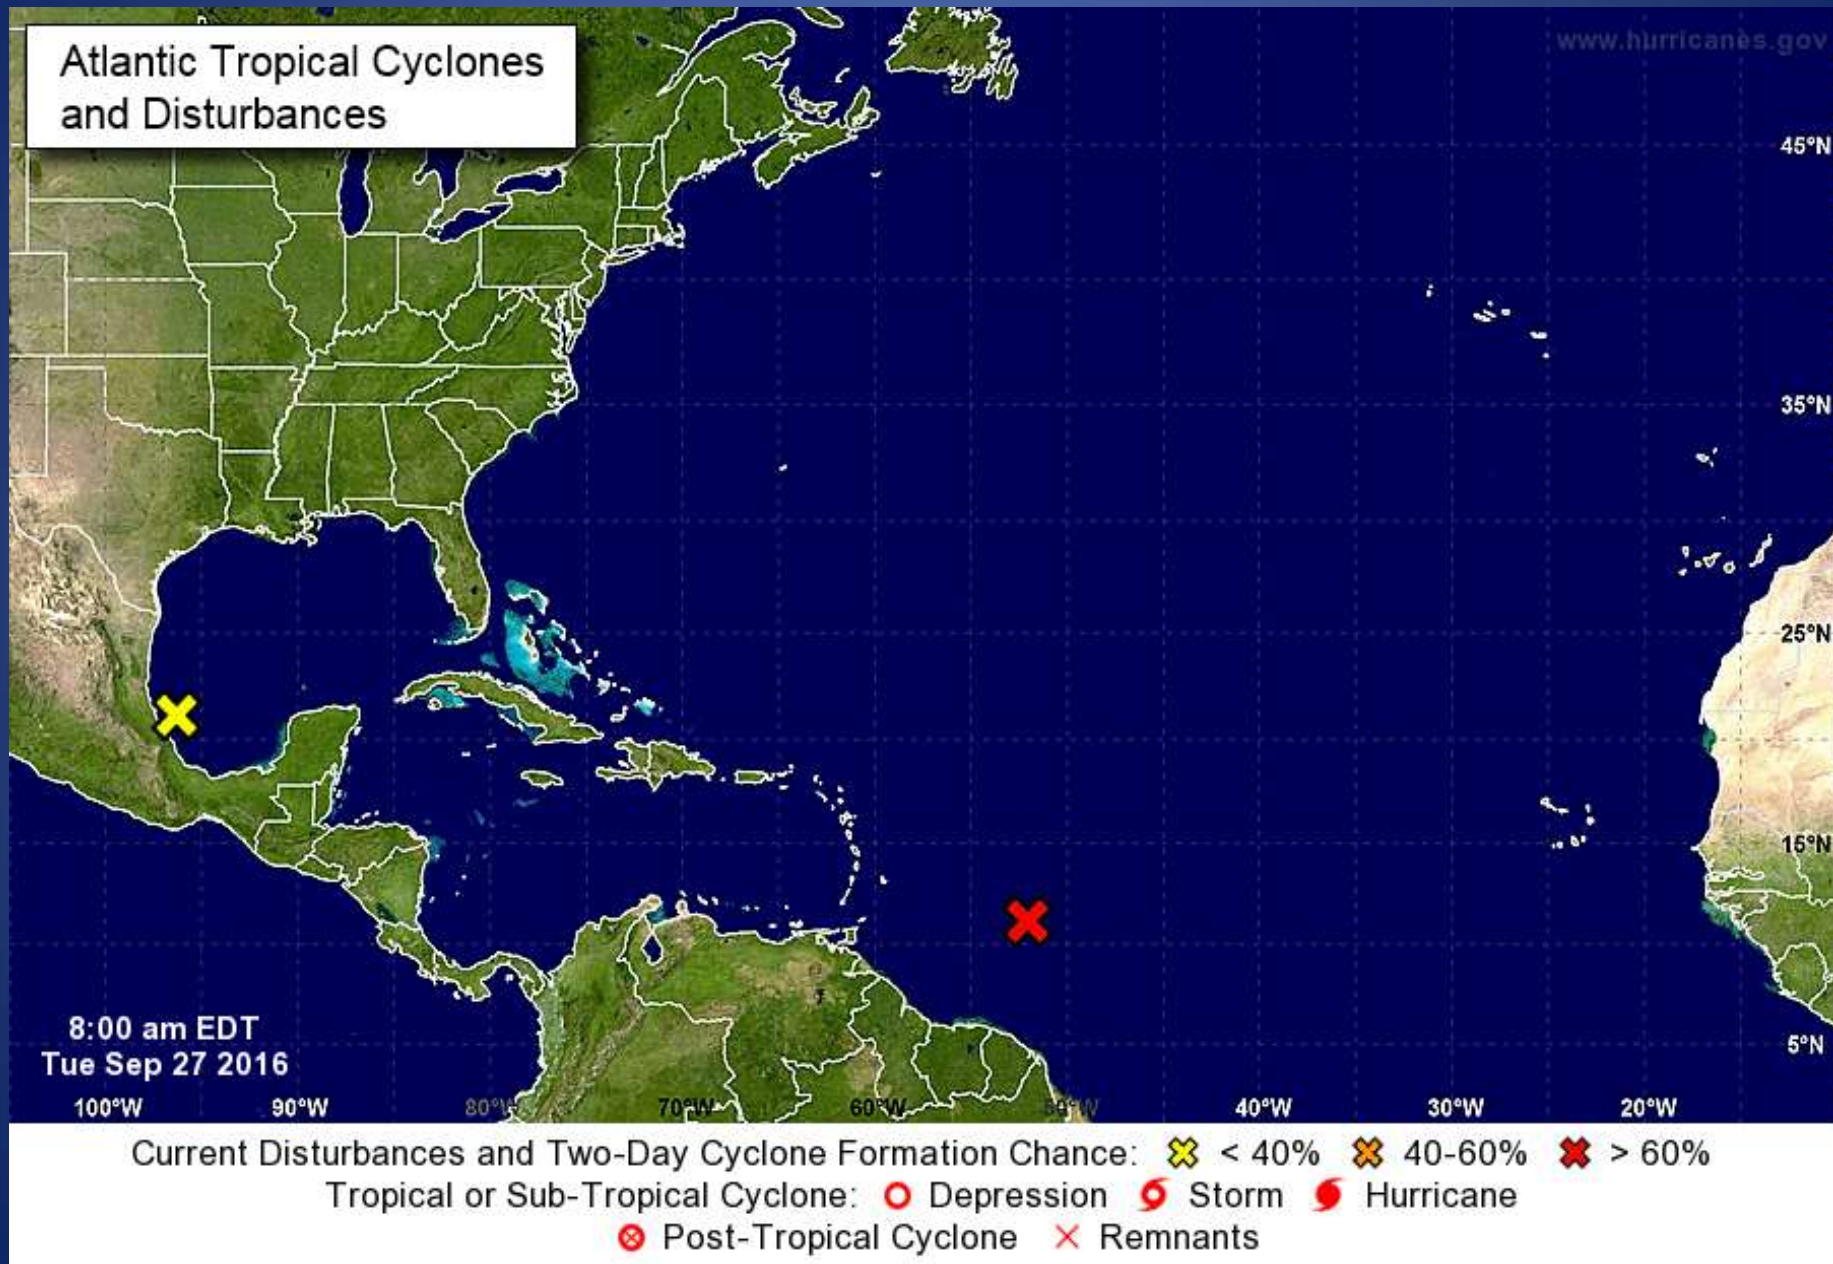 Atlantic Tropical Cyclones
and Disturbances
www.hurricanes.gov
45°N
35°N
25°N
15°N
5°N
8:00 am EDT
Tue Sep 27 2016
100°W 90°W 80°W 70°W 60°W 50°W 40°W 30°W 20°W
Current Disturbances and Two-Day Cyclone Formation Chance: < 40% 40-60% > 60%
Tropical or Sub-Tropical Cyclone: Depression Storm Hurricane
Post-Tropical Cyclone Remnants